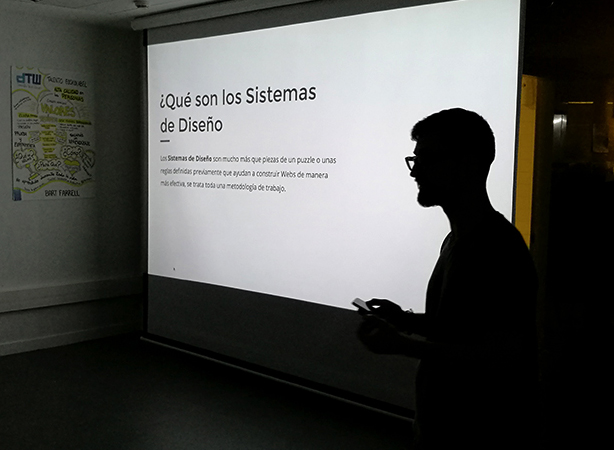 ¿Qué son los Sistemas
de Diseño
Los Sistemas de Diseño son mucho más que piezas de un puzzle o unas
reglas definidas previamente que ayudan a construir Webs de manera
más efectiva, se trata toda una metodología de trabajo.
dTW
VALORES
BART FARRELL